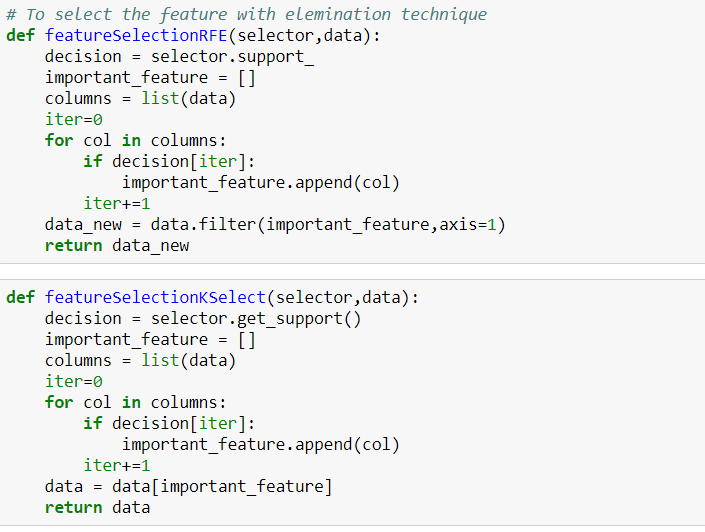 # To select the feature with elemination technique
def featureSelectionRFE(selector,data):
    decision = selector.support_
    important_feature = []
    columns = list(data)
    iter=0
    for col in columns:
        if decision[iter]:
            important_feature.append(col)
        iter+=1
    data_new = data.filter(important_feature,axis=1)
    return data_new
def featureSelectionKSelect(selector,data):
    decision = selector.get_support()
    important_feature = []
    columns = list(data)
    iter=0
    for col in columns:
        if decision[iter]:
            important_feature.append(col)
        iter+=1
    data = data[important_feature]
    return data